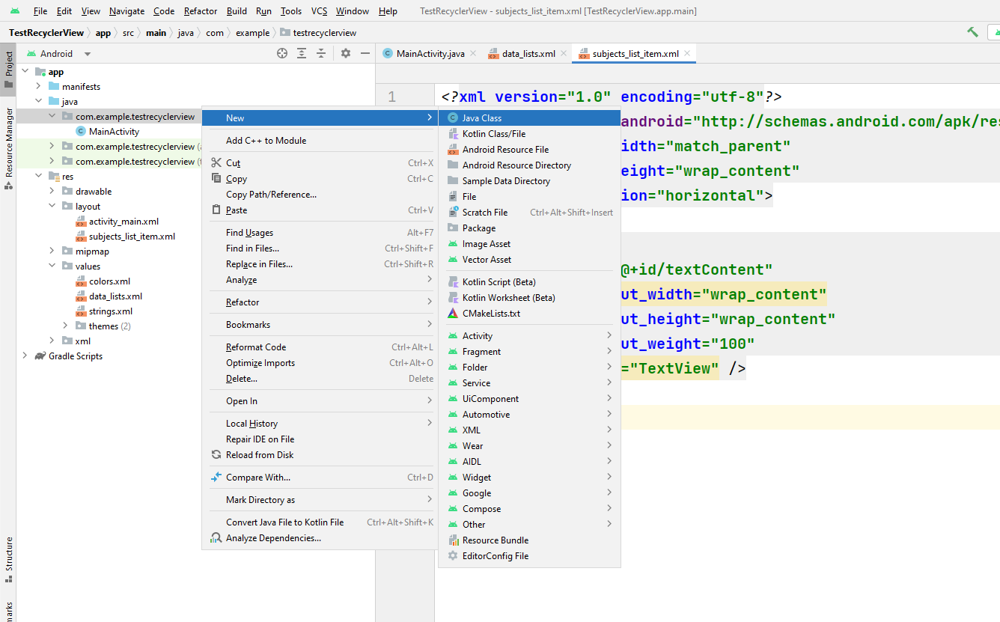 File Edit View Navigate Code Refactor Build Run Tools VCS Window Help TestRecyclerView - subjects_list_item.xml [TestRecyclerView.app.main]
TestRecyclerView app src main java com example testrecyclerview
Project
Resource Manager
Structure
Android
app
manifests
java
com.example.testrecyclerview
MainActivity
com.example.testrecyclerview
com.example.testrecyclerview
res
drawable
layout
activity_main.xml
subjects_list_item.xml
mipmap
values
colors.xml
data_lists.xml
strings.xml
themes (2)
xml
Gradle Scripts
New
Add C++ to Module
Cut Ctrl+X
Copy Ctrl+C
Copy Path/Reference...
Paste Ctrl+V
Find Usages Alt+F7
Find in Files... Ctrl+Shift+F
Replace in Files... Ctrl+Shift+R
Analyze
Refactor
Bookmarks
Reformat Code Ctrl+Alt+L
Optimize Imports Ctrl+Alt+O
Delete... Delete
Open In
Local History
Repair IDE on File
Reload from Disk
Compare With... Ctrl+D
Mark Directory as
Convert Java File to Kotlin File Ctrl+Alt+Shift+K
Analyze Dependencies...
Java Class
Kotlin Class/File
Android Resource File
Android Resource Directory
Sample Data Directory
File
Scratch File Ctrl+Alt+Shift+Insert
Package
Image Asset
Vector Asset
Kotlin Script (Beta)
Kotlin Worksheet (Beta)
CMakeLists.txt
Activity
Fragment
Folder
Service
UiComponent
Automotive
XML
Wear
AIDL
Widget
Google
Compose
Other
Resource Bundle
EditorConfig File
MainActivity.java data_lists.xml subjects_list_item.xml
1 <?xml version="1.0" encoding="utf-8"?>
android="http://schemas.android.com/apk/res
idth="match_parent"
eight="wrap_content"
ion="horizontal">
@+id/textContent"
ut_width="wrap_content"
ut_height="wrap_content"
ut_weight="100"
="TextView" />